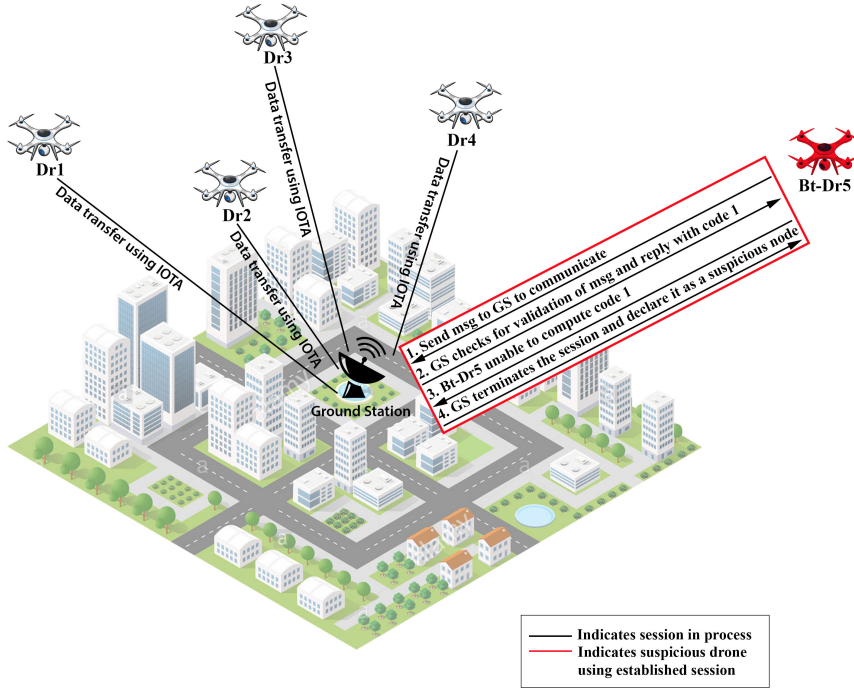 Dr3
Dr4
Dr1
Bt-Dr5
Dr2
Data transfer using IOTA
Data transfer using IOTA
Data transfer using IOTA
Data transfer using IOTA
1. Send msg to GS to communicate
2. GS checks for validation of msg and reply with code 1
3. Bt-Dr5 unable to compute code 1
4. GS terminates the session and declare it as a suspicious node
Ground Station
Indicates session in process
Indicates suspicious drone
using established session